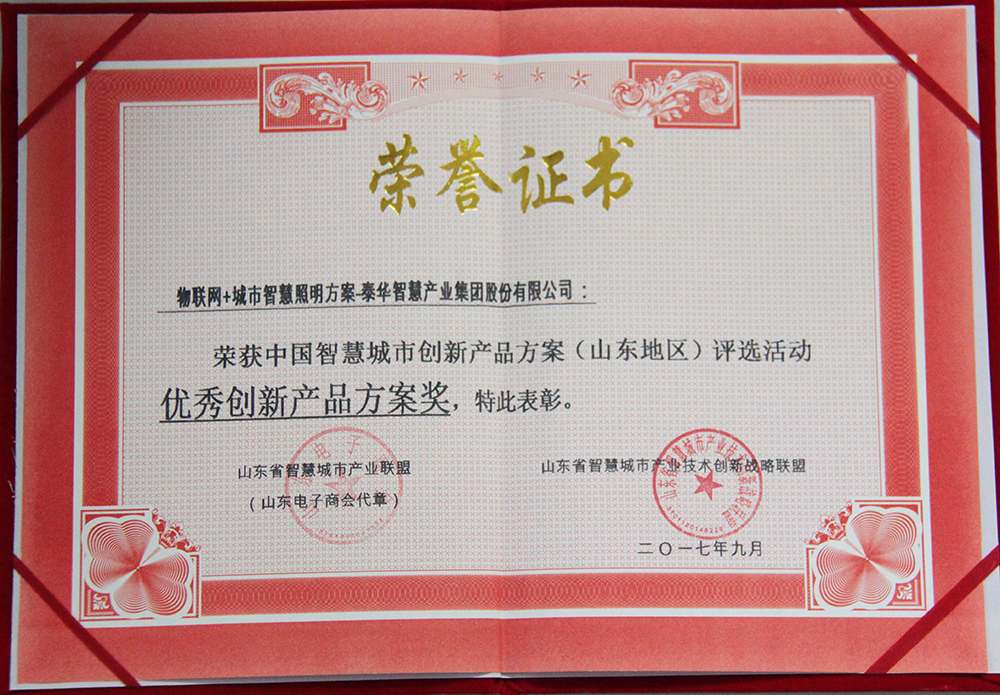 荣誉证书
物联网+城市智慧照明方案-泰华智慧产业集团股份有限公司：
荣获中国智慧城市创新产品方案（山东地区）评选活动
优秀创新产品方案奖，特此表彰。
山东省智慧城市产业联盟
（山东电子商会代章）
山东省智慧城市产业技术创新战略联盟
二〇一七年九月